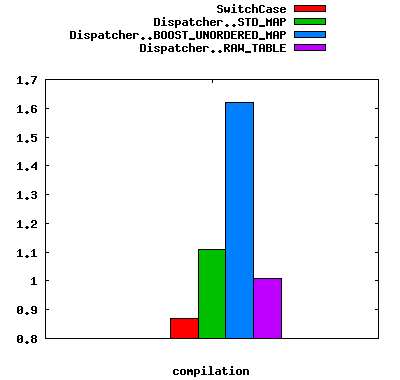 SwitchCase
Dispatcher..STD_MAP
Dispatcher..BOOST_UNORDERED_MAP
Dispatcher..RAW_TABLE
1.7
1.6
1.5
1.4
1.3
1.2
1.1
1
0.9
0.8
compilation